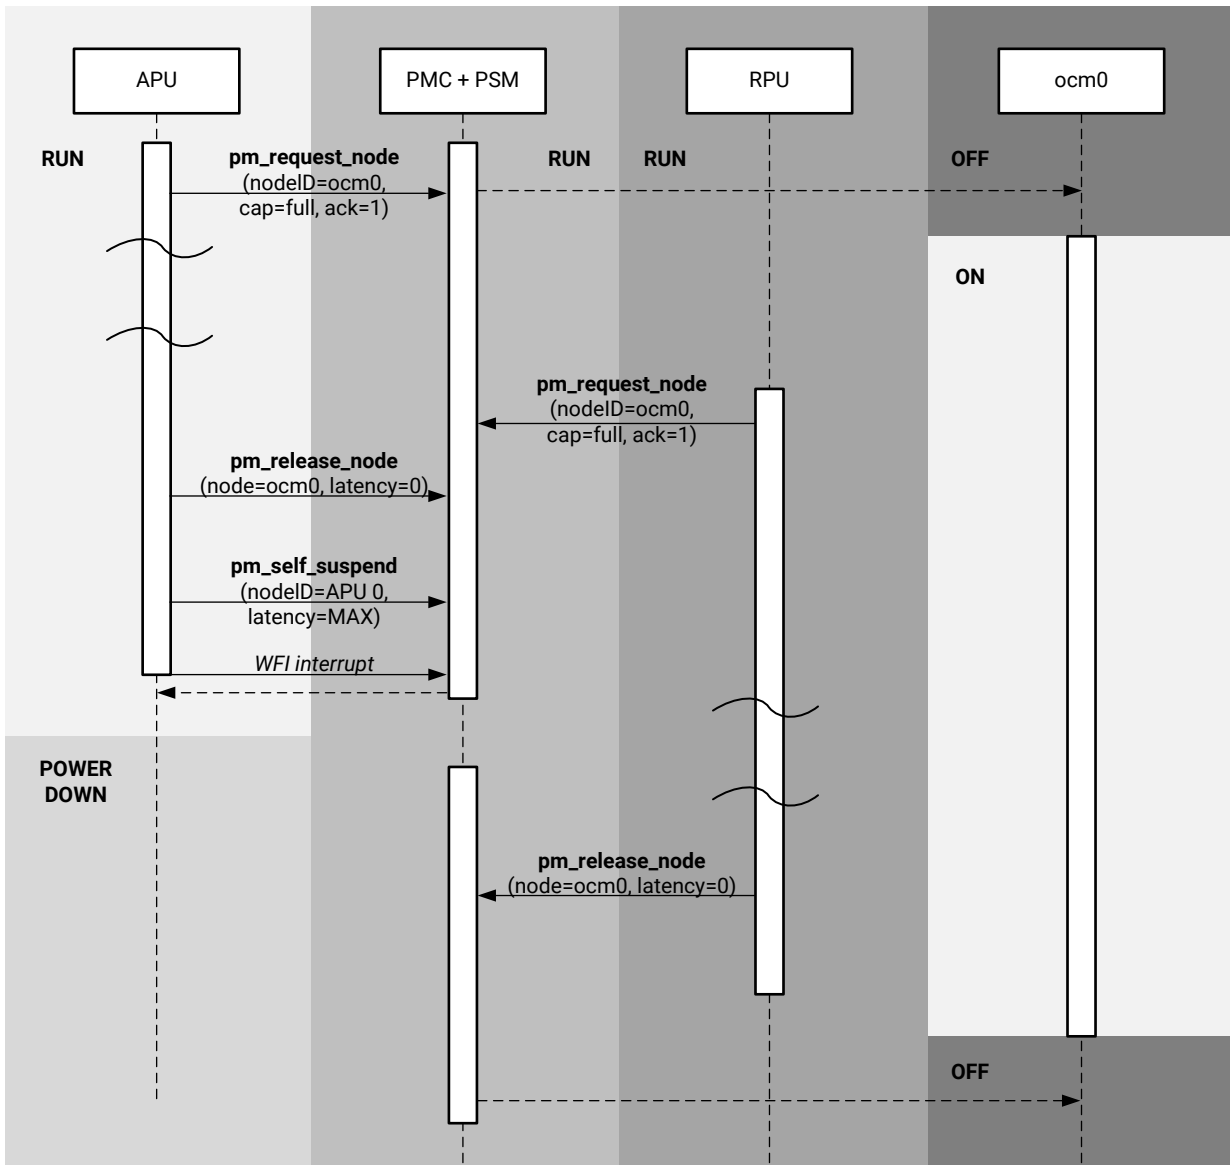 APU
PMC + PSM
RPU
ocm0
RUN
pm_request_node
(nodeID=ocm0,
cap=full, ack=1)
RUN
RUN
OFF
ON
pm_request_node
(nodeID=ocm0,
cap=full, ack=1)
pm_release_node
(node=ocm0, latency=0)
pm_self_suspend
(nodeID=APU 0,
latency=MAX)
WFI interrupt
POWER
DOWN
pm_release_node
(node=ocm0, latency=0)
OFF